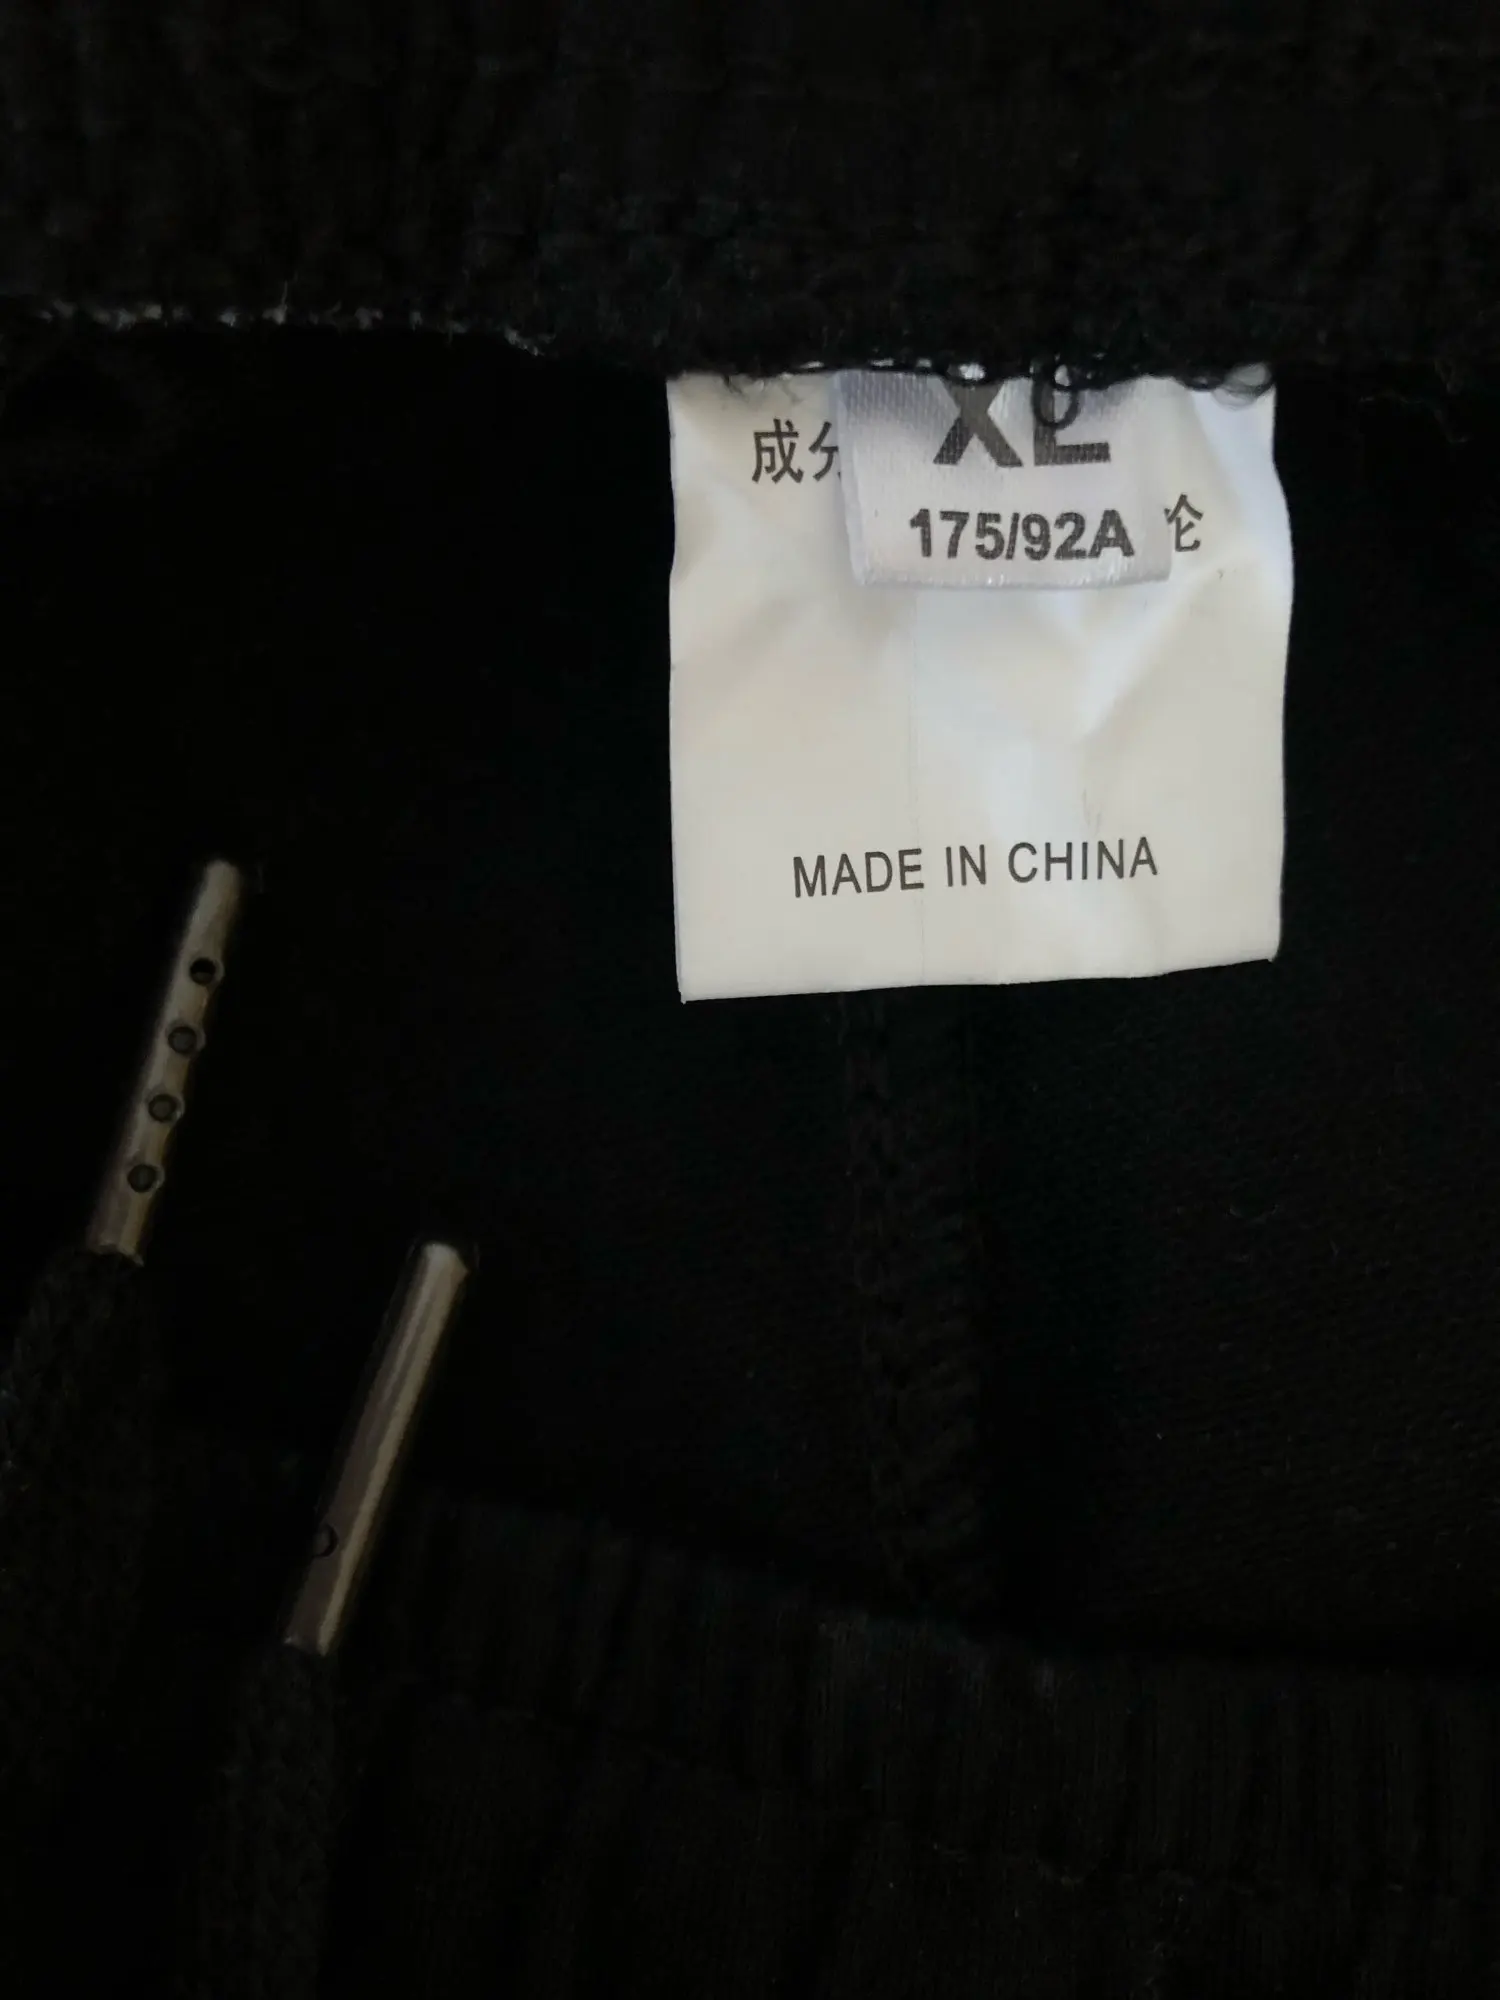 XL
175/92A
成分
纶
MADE IN CHINA